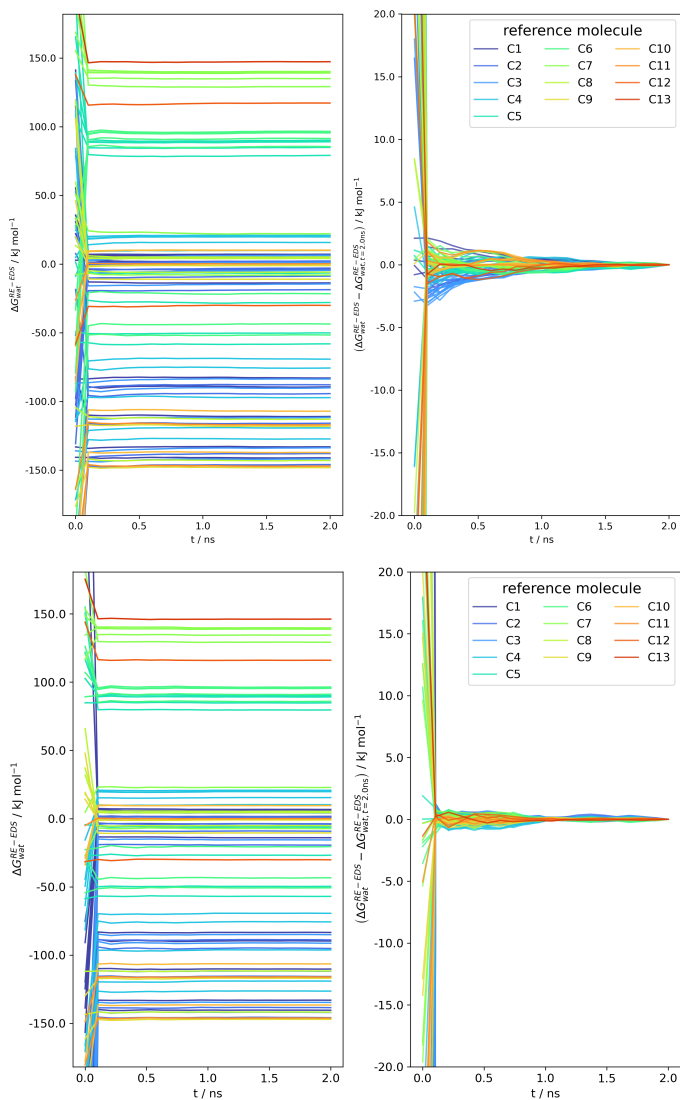 150.0
100.0
50.0
0.0
-50.0
-100.0
-150.0
ΔG_wat^{RE−EDS} / kJ mol⁻¹
0.0 0.5 1.0 1.5 2.0
t / ns
20.0
15.0
10.0
5.0
0.0
-5.0
-10.0
-15.0
-20.0
(ΔG_wat^{RE−EDS} − ΔG_{wat, t = 2.0ns}^{RE−EDS}) / kJ mol⁻¹
0.0 0.5 1.0 1.5 2.0
t / ns
reference molecule
C1 C6 C10
C2 C7 C11
C3 C8 C12
C4 C9 C13
C5
150.0
100.0
50.0
0.0
-50.0
-100.0
-150.0
ΔG_wat^{RE−EDS} / kJ mol⁻¹
0.0 0.5 1.0 1.5 2.0
t / ns
20.0
15.0
10.0
5.0
0.0
-5.0
-10.0
-15.0
-20.0
(ΔG_wat^{RE−EDS} − ΔG_{wat, t = 2.0ns}^{RE−EDS}) / kJ mol⁻¹
0.0 0.5 1.0 1.5 2.0
t / ns
reference molecule
C1 C6 C10
C2 C7 C11
C3 C8 C12
C4 C9 C13
C5